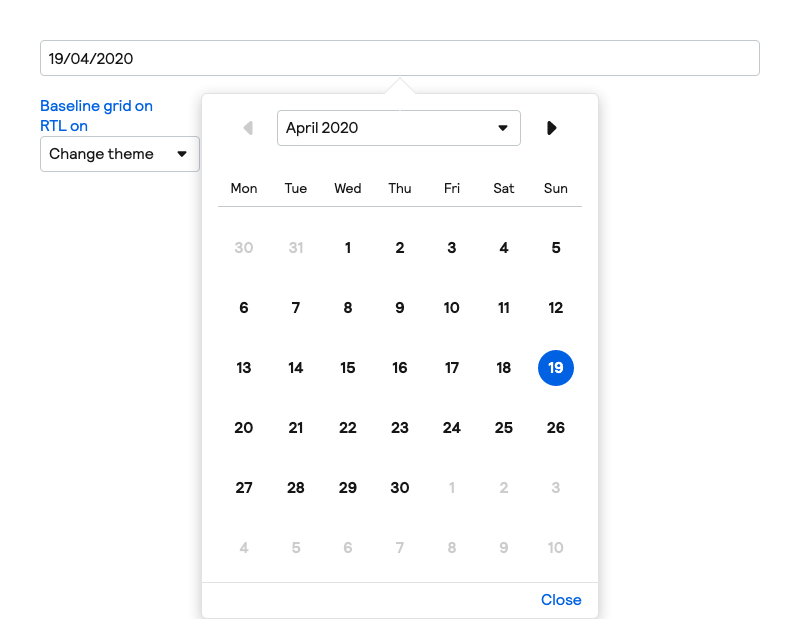 19/04/2020
Baseline grid on
RTL on
Change theme
April 2020
Mon Tue Wed Thu Fri Sat Sun
30 31 1 2 3 4 5
6 7 8 9 10 11 12
13 14 15 16 17 18 19
20 21 22 23 24 25 26
27 28 29 30 1 2 3
4 5 6 7 8 9 10
Close